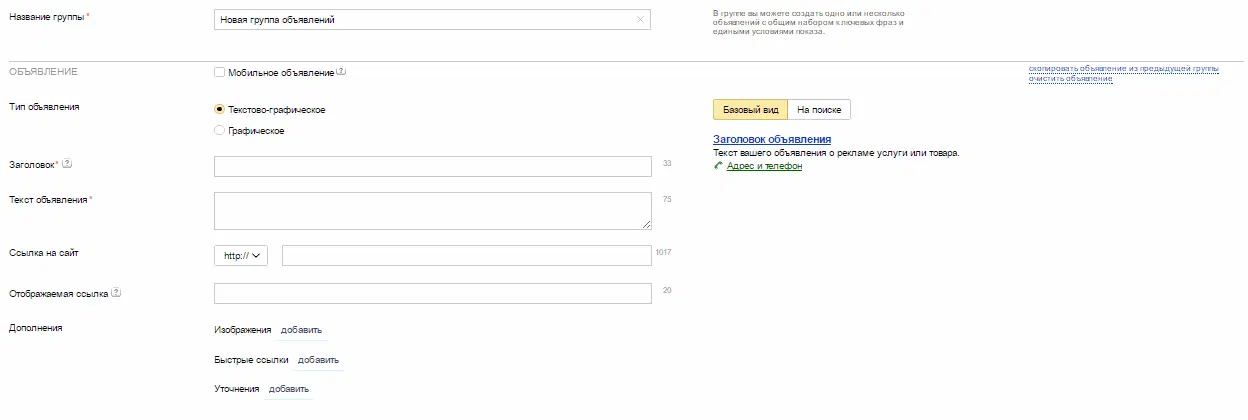 Название группы *
Новая группа объявлений ×
В группе вы можете создать одно или несколько
объявлений с общим набором ключевых фраз и
едиными условиями показа.
ОБЪЯВЛЕНИЕ
Мобильное объявление ?
скопировать объявление из предыдущей группы
очистить объявление
Тип объявления
Текстово-графическое
Графическое
Базовый вид На поиске
Заголовок объявления
Текст вашего объявления о рекламе услуги или товара.
Адрес и телефон
Заголовок * ?
33
Текст объявления *
75
Ссылка на сайт
http://
1017
Отображаемая ссылка ?
20
Дополнения
Изображения добавить
Быстрые ссылки добавить
Уточнения добавить